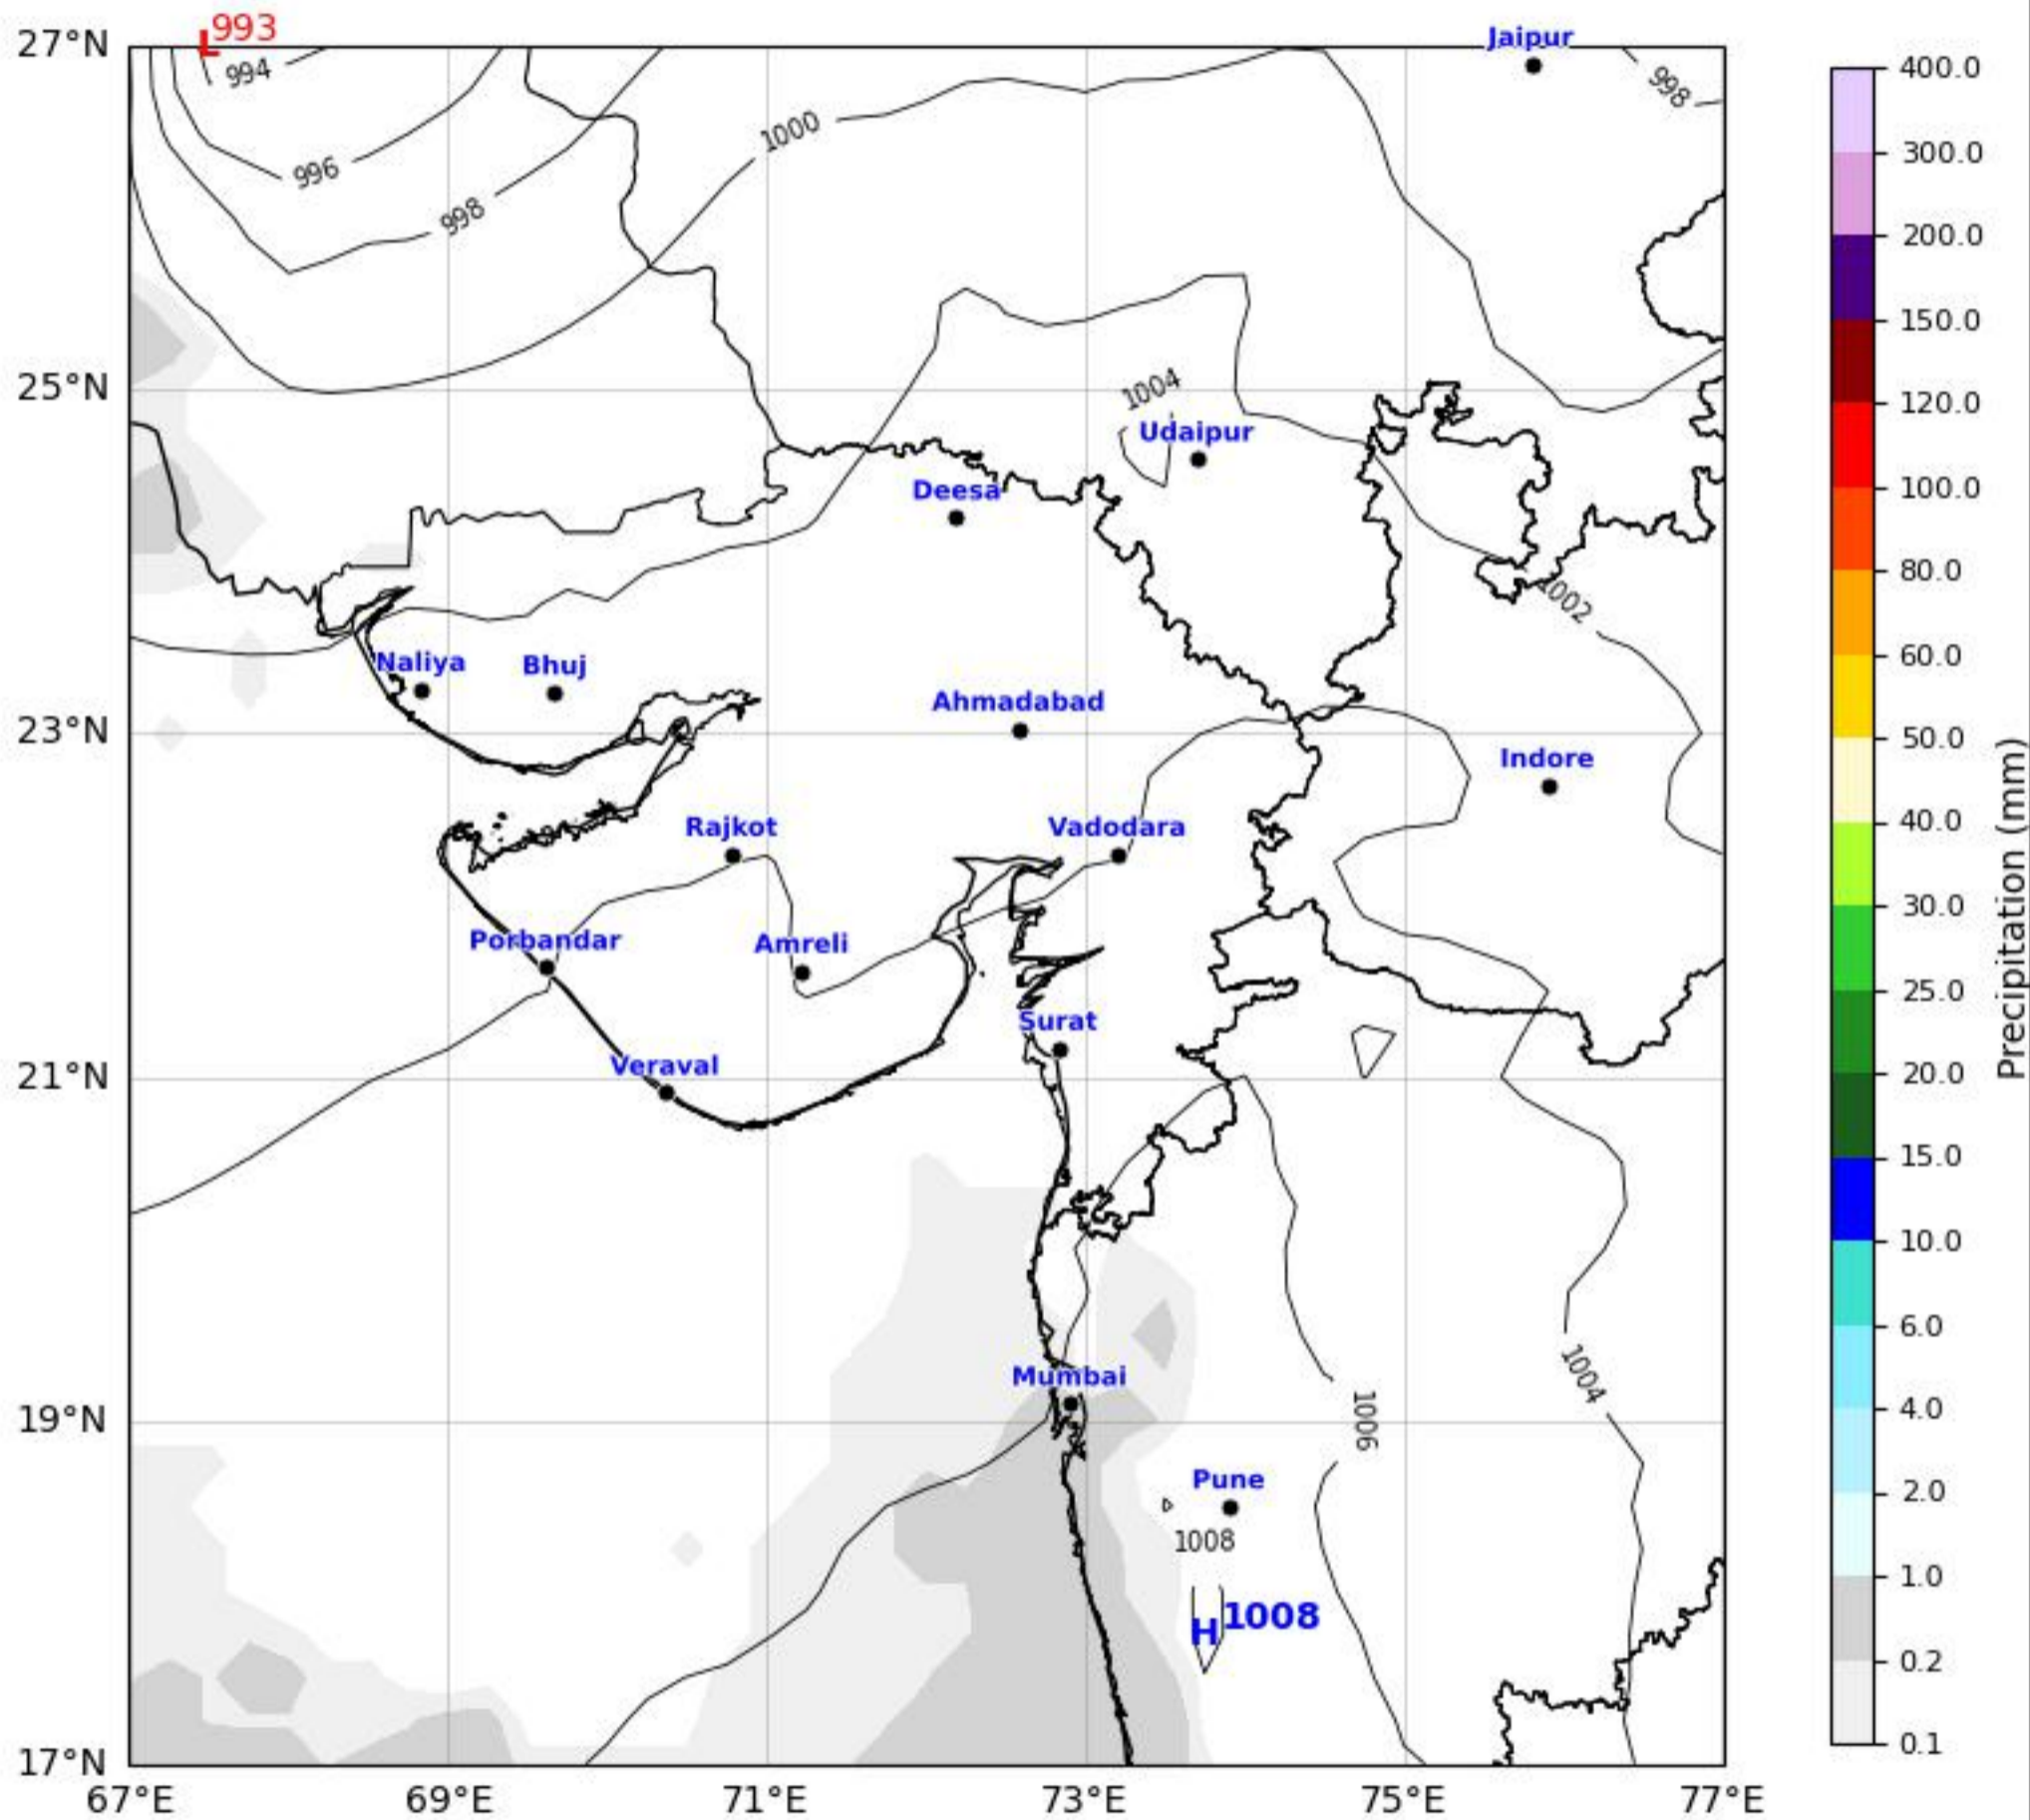 L993
27°N
Jaipur
400.0
994
998
1000
300.0
996
998
200.0
150.0
25°N
1004
120.0
Udaipur
Deesa
100.0
80.0
1002
Naliya
Bhuj
60.0
Ahmadabad
23°N
50.0
Indore
Rajkot
Vadodara
40.0
30.0
Porbandar
Amreli
25.0
Surat
Veraval
21°N
20.0
Precipitation (mm)
15.0
10.0
6.0
Mumbai
1004
4.0
19°N
1006
Pune
2.0
1008
1.0
H1008
0.2
17°N
0.1
67°E 69°E 71°E 73°E 75°E 77°E